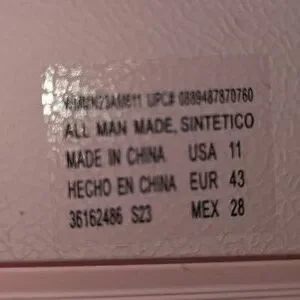 UPC# 0889487870760
ALL MAN MADE, SINTETICO
MADE IN CHINA USA 11
HECHO EN CHINA EUR 43
36162486 S23 MEX 28